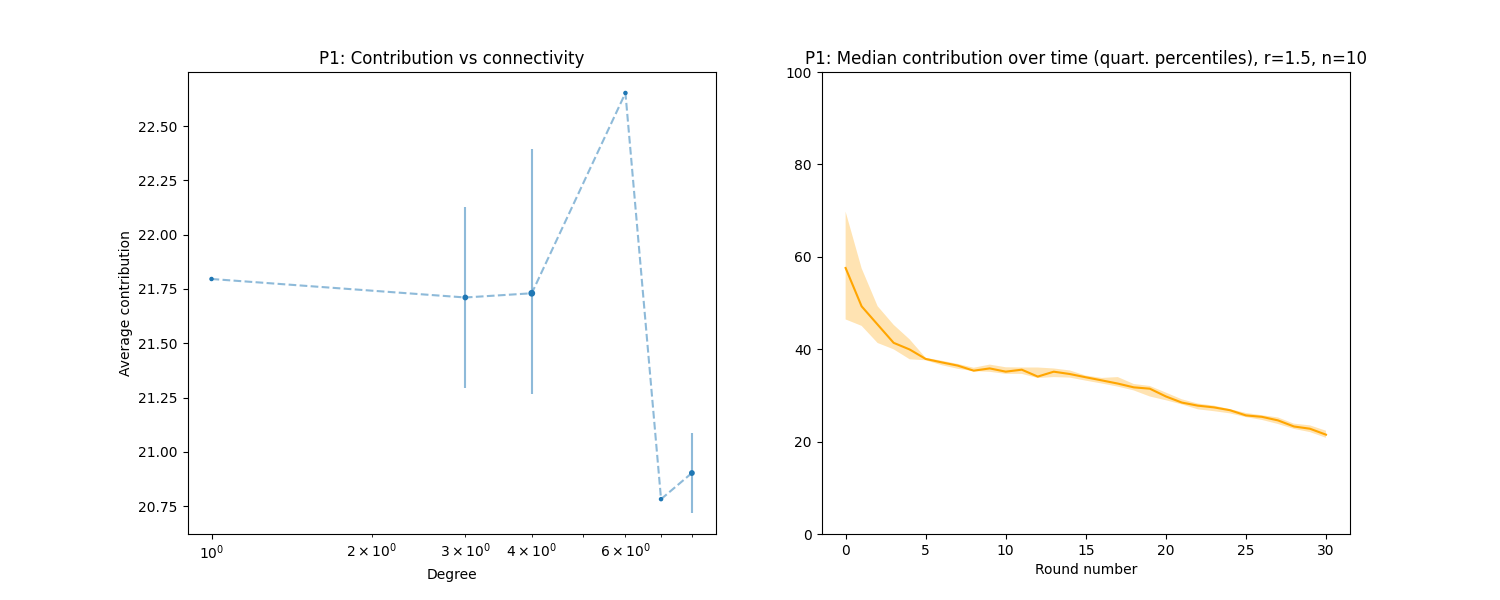 P1: Contribution vs connectivity
Average contribution
22.50
22.25
22.00
21.75
21.50
21.25
21.00
20.75
10⁰
2 × 10⁰
3 × 10⁰
4 × 10⁰
6 × 10⁰
Degree
P1: Median contribution over time (quart. percentiles), r=1.5, n=10
100
80
60
40
20
0
0
5
10
15
20
25
30
Round number